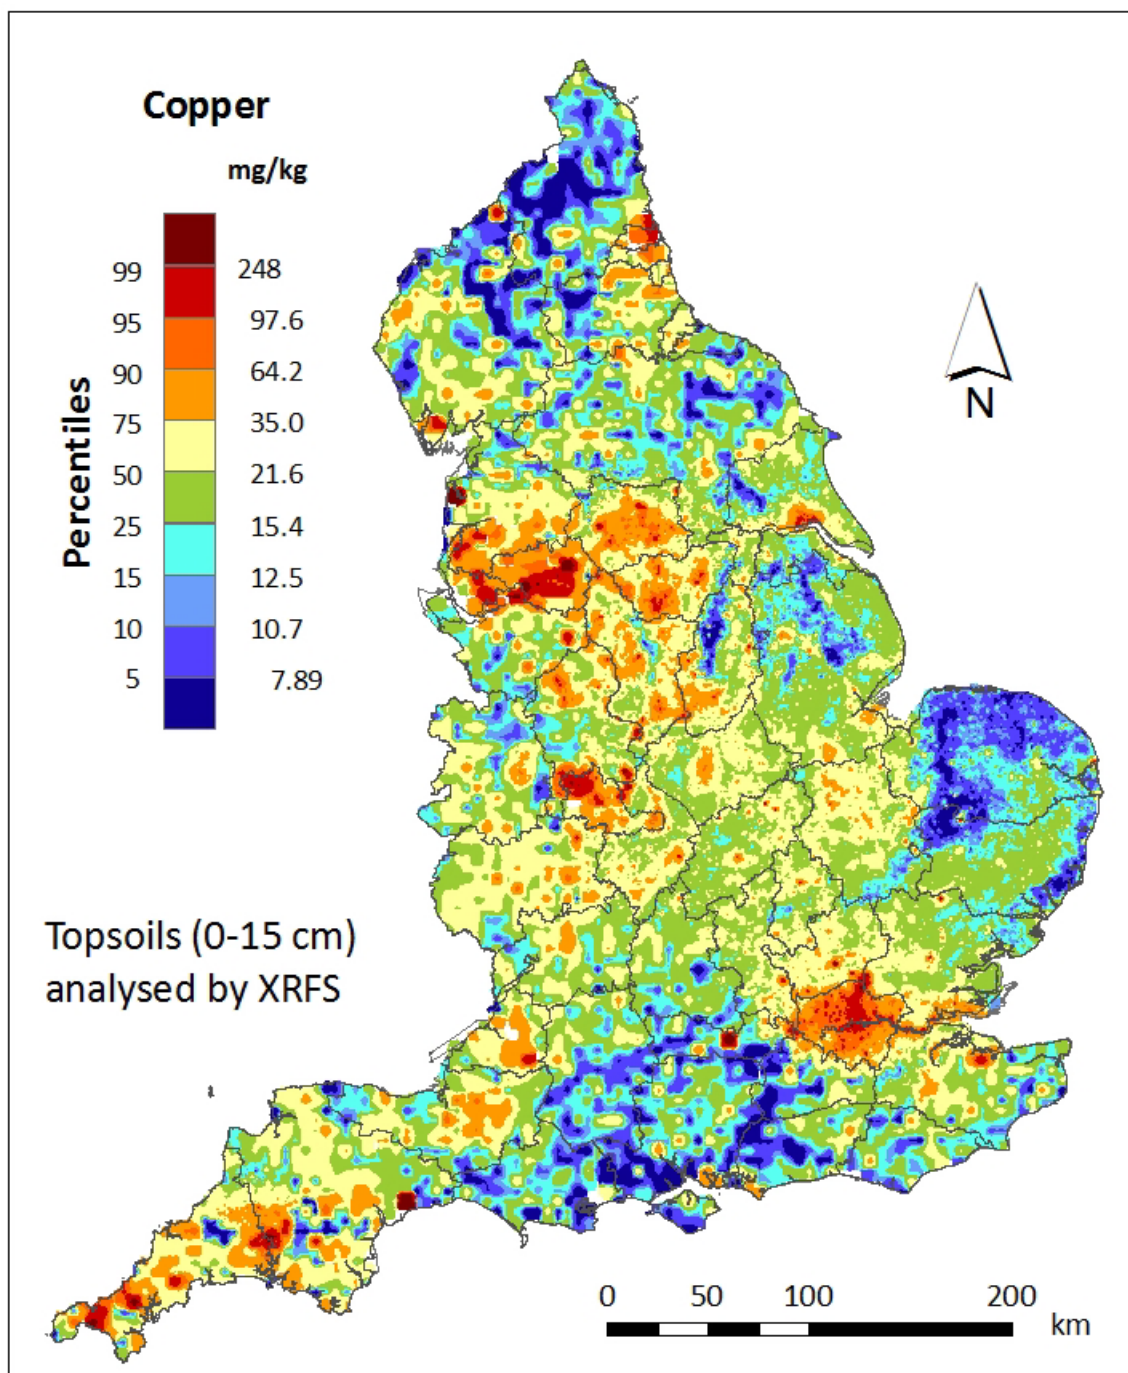 Copper
mg/kg
Percentiles
99 248
95 97.6
90 64.2
75 35.0
50 21.6
25 15.4
15 12.5
10 10.7
5 7.89
N
Topsoils (0-15 cm)
analysed by XRFS
0 50 100 200
km